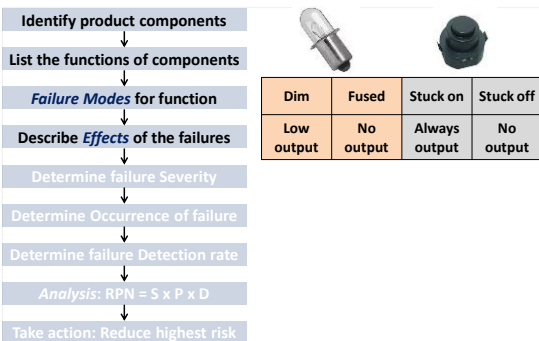 Identify product components
List the functions of components
Failure Modes for function
Describe Effects of the failures
Determine failure Severity
Determine Occurrence of failure
Determine failure Detection rate
Analysis: RPN = S x P x D
Take action: Reduce highest risk
Dim Fused Stuck on Stuck off
Low output No output Always output No output